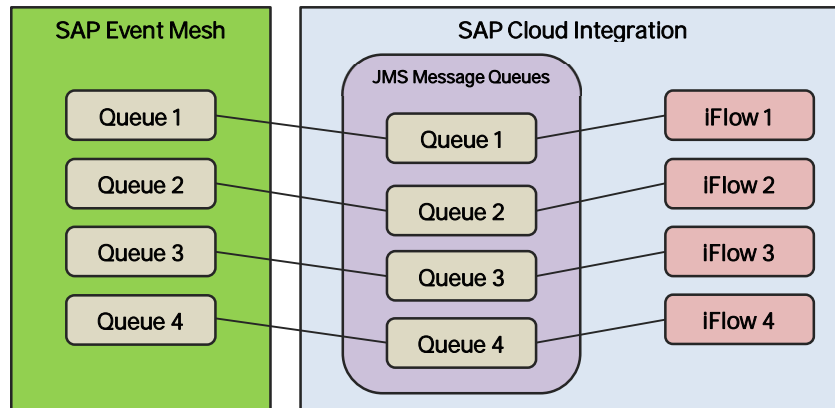 SAP Event Mesh
Queue 1
Queue 2
Queue 3
Queue 4
SAP Cloud Integration
JMS Message Queues
Queue 1
Queue 2
Queue 3
Queue 4
iFlow 1
iFlow 2
iFlow 3
iFlow 4